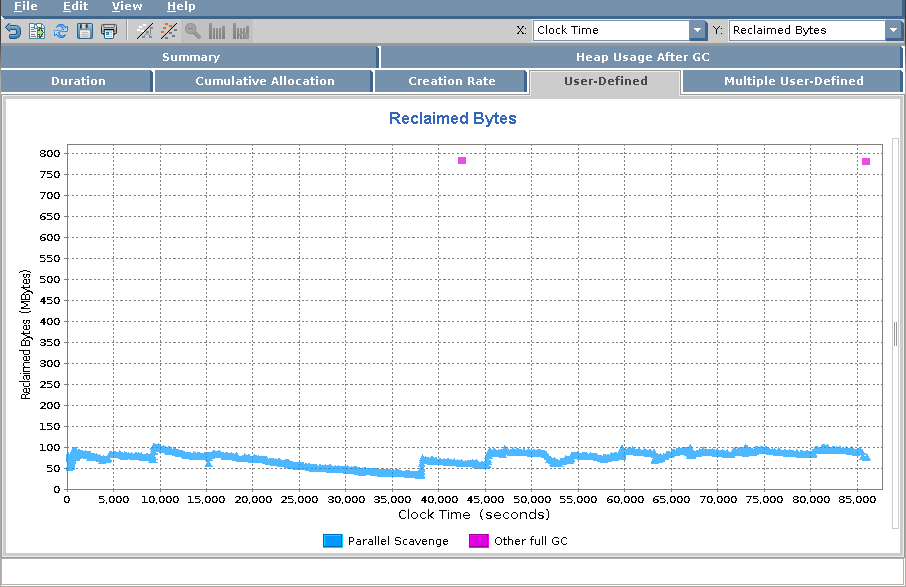 File Edit View Help
X: Clock Time Y: Reclaimed Bytes
Summary Heap Usage After GC
Duration Cumulative Allocation Creation Rate User-Defined Multiple User-Defined
Reclaimed Bytes
800
750
700
650
600
550
500
450
400
350
300
250
200
150
100
50
0
Reclaimed Bytes (MBytes)
0 5,000 10,000 15,000 20,000 25,000 30,000 35,000 40,000 45,000 50,000 55,000 60,000 65,000 70,000 75,000 80,000 85,000
Clock Time (seconds)
Parallel Scavenge Other full GC